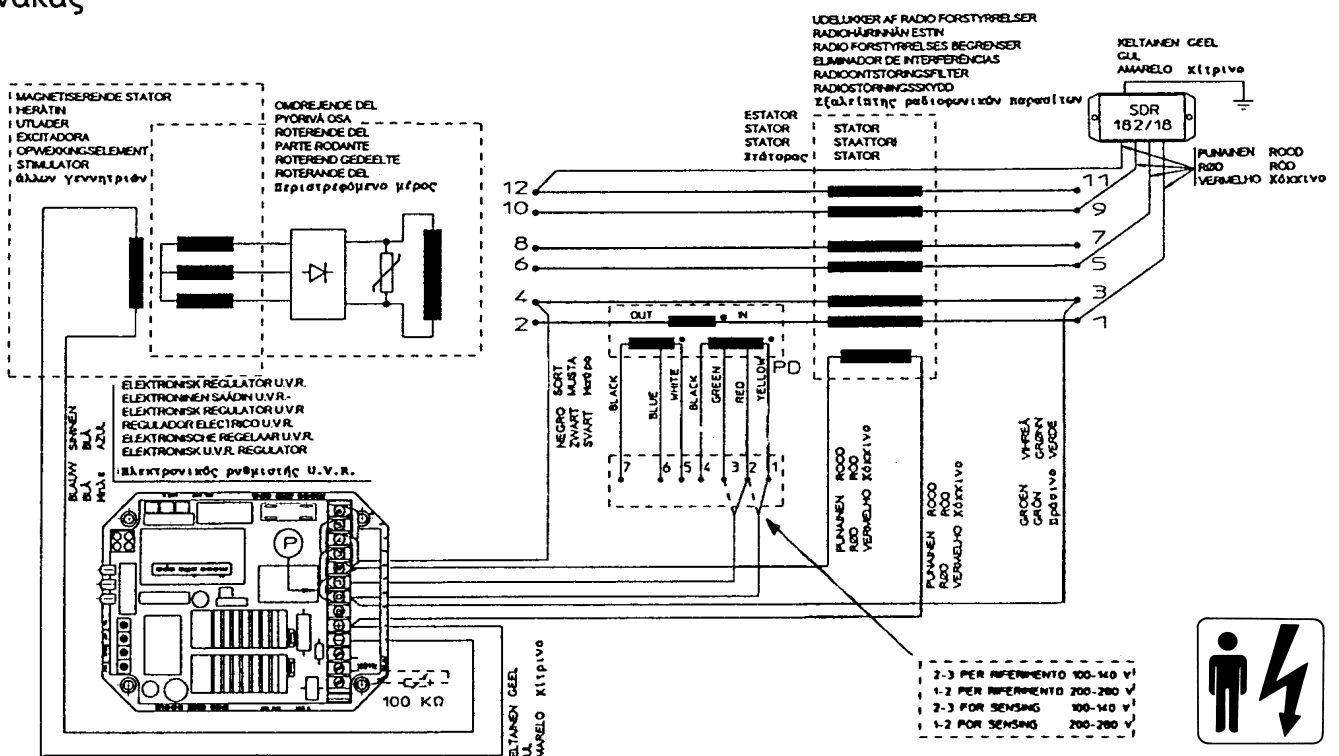 UDELUKKER AF RADIO FORSTYRRELSER
RADIOHÄIRINNÄN ESTIN
RADIO FORSTYRRELSES BEGRENSER
ELIMINADOR DE INTERFERÊNCIAS
RADIOONTSTORINGSFILTER
RADIOSTÖRNINGSSKYDD
Εξαλείπτης ραδιοφωνικών παρασίτων
KELTAINEN GEEL
GUL
AMARELO Κίτρινο
SDR
182/18
PUNAINEN ROOD
RØD RÖD
VERMELHO Κόκκινο
MAGNETISERENDE STATOR
HERÄTIN
UTLADER
EXCITADORA
OPWEKKINGSELEMENT
STIMULATOR
άλλων γεννητριών
OMDREJENDE DEL
PYÖRIVÄ OSA
ROTERENDE DEL
PARTE RODANTE
ROTEREND GEDEELTE
ROTERANDE DEL
Περιστρεφόμενο μέρος
ESTATOR
STATOR
STATOR
Στάτορας
STATOR
STAATTORI
STATOR
12
10
8
6
4
2
11
9
7
5
3
1
OUT
IN
PD
BLACK
BLUE
WHITE
BLACK
GREEN
RED
YELLOW
7
6
5
4
3
2
1
NEGRO SORT
ZWART MUSTA
SVART Μαύρο
ELEKTRONISK REGULATOR U.V.R.
ELEKTRONINEN SAÄDIN U.V.R.-
ELEKTRONISK REGULATOR U.V.R
REGULADOR ELECTRICO U.V.R.
ELEKTRONISCHE REGELAAR U.V.R.
ELEKTRONISK U.V.R. REGULATOR
Ηλεκτρονικός ρυθμιστής U.V.R.
BLAUW SININEN
BLÅ BLÅ
Μπλε AZUL
P
100 KΩ
PUNAINEN ROOD
RØD RÖD
VERMELHO Κόκκινο
PUNAINEN ROOD
RØD RÖD
VERMELHO Κόκκινο
GROEN VIHREÄ
GRÖN GRØNN
Πράσινο VERDE
GEEL
Κίτρινο
2-3 PER RIFERIMENTO 100-140 V
1-2 PER RIFERIMENTO 200-280 V
2-3 FOR SENSING 100-140 V
1-2 FOR SENSING 200-280 V